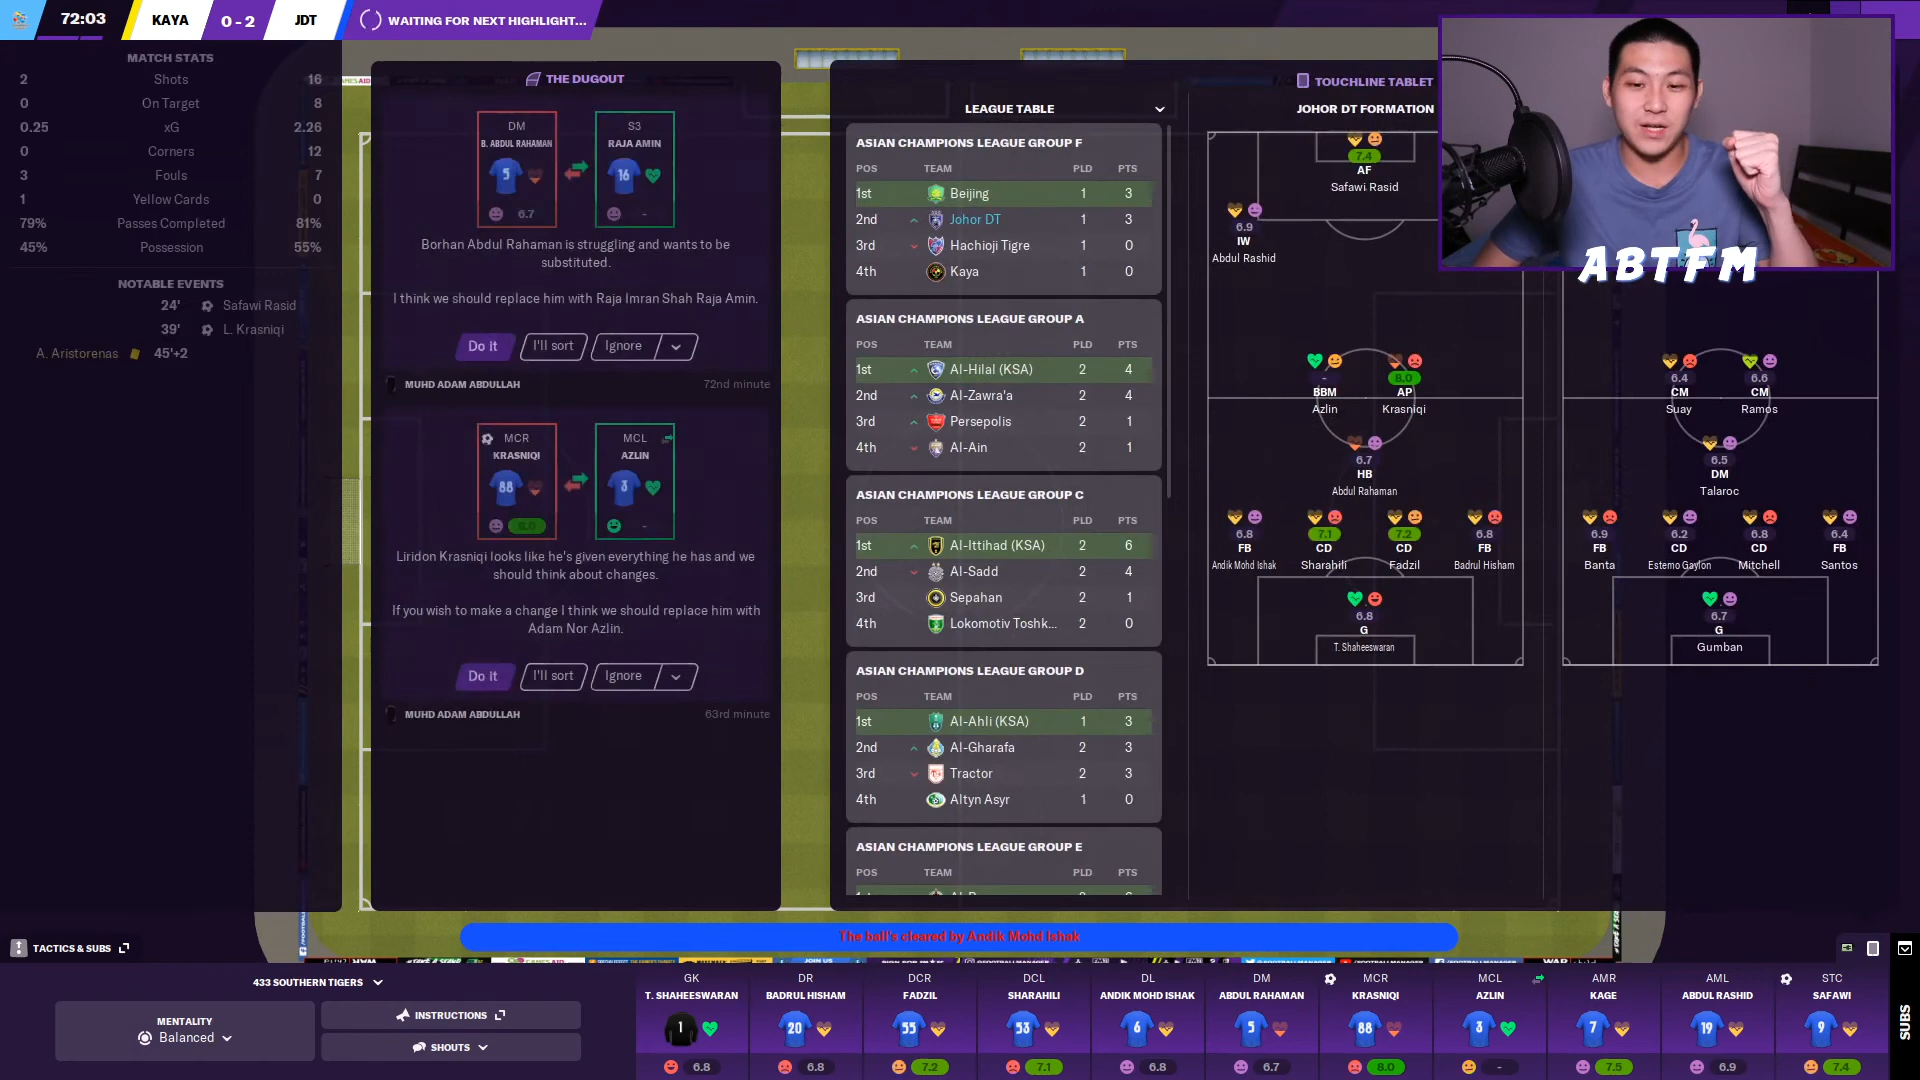 72:03
KAYA
0 - 2
JDT
WAITING FOR NEXT HIGHLIGHT...
MATCH STATS
2 Shots 16
0 On Target 8
0.25 xG 2.26
0 Corners 12
3 Fouls 7
1 Yellow Cards 0
79% Passes Completed 81%
45% Possession 55%
NOTABLE EVENTS
24' Safawi Rasid
39' L. Krasniqi
A. Aristorenas 45'+2
THE DUGOUT
DM
B. ABDUL RAHAMAN
5
6.7
S3
RAJA AMIN
16
-
Borhan Abdul Rahaman is struggling and wants to be
substituted.
I think we should replace him with Raja Imran Shah Raja Amin.
Do it
I'll sort
Ignore
MUHD ADAM ABDULLAH
72nd minute
MCR
KRASNIQI
88
8.0
MCL
AZLIN
3
-
Liridon Krasniqi looks like he's given everything he has and we
should think about changes.
If you wish to make a change I think we should replace him with
Adam Nor Azlin.
Do it
I'll sort
Ignore
MUHD ADAM ABDULLAH
63rd minute
LEAGUE TABLE
ASIAN CHAMPIONS LEAGUE GROUP F
POS TEAM PLD PTS
1st Beijing 1 3
2nd Johor DT 1 3
3rd Hachioji Tigre 1 0
4th Kaya 1 0
ASIAN CHAMPIONS LEAGUE GROUP A
POS TEAM PLD PTS
1st Al-Hilal (KSA) 2 4
2nd Al-Zawra'a 2 4
3rd Persepolis 2 1
4th Al-Ain 2 1
ASIAN CHAMPIONS LEAGUE GROUP C
POS TEAM PLD PTS
1st Al-Ittihad (KSA) 2 6
2nd Al-Sadd 2 4
3rd Sepahan 2 1
4th Lokomotiv Toshk... 2 0
ASIAN CHAMPIONS LEAGUE GROUP D
POS TEAM PLD PTS
1st Al-Ahli (KSA) 1 3
2nd Al-Gharafa 2 3
3rd Tractor 2 3
4th Altyn Asyr 1 0
ASIAN CHAMPIONS LEAGUE GROUP E
POS TEAM PLD PTS
TOUCHLINE TABLET
JOHOR DT FORMATION
7.4
AF
Safawi Rasid
6.9
IW
Abdul Rashid
-
BBM
Azlin
8.0
AP
Krasniqi
6.7
HB
Abdul Rahaman
6.8
FB
Andik Mohd Ishak
7.1
CD
Sharahili
7.2
CD
Fadzil
6.8
FB
Badrul Hisham
6.8
G
T. Shaheeswaran
ABTFM
6.4
CM
Suay
6.6
CM
Ramos
6.5
DM
Talaroc
6.9
FB
Banta
6.2
CD
Estemo Gaylon
6.8
CD
Mitchell
6.4
FB
Santos
6.7
G
Gumban
The ball's cleared by Andik Mohd Ishak
TACTICS & SUBS
433 SOUTHERN TIGERS
MENTALITY
Balanced
INSTRUCTIONS
SHOUTS
GK
T. SHAHEESWARAN
1
6.8
DR
BADRUL HISHAM
20
6.8
DCR
FADZIL
55
7.2
DCL
SHARAHILI
53
7.1
DL
ANDIK MOHD ISHAK
6
6.8
DM
ABDUL RAHAMAN
5
6.7
MCR
KRASNIQI
88
8.0
MCL
AZLIN
3
-
AMR
KAGE
7
7.5
AML
ABDUL RASHID
19
6.9
STC
SAFAWI
9
7.4
SUBS